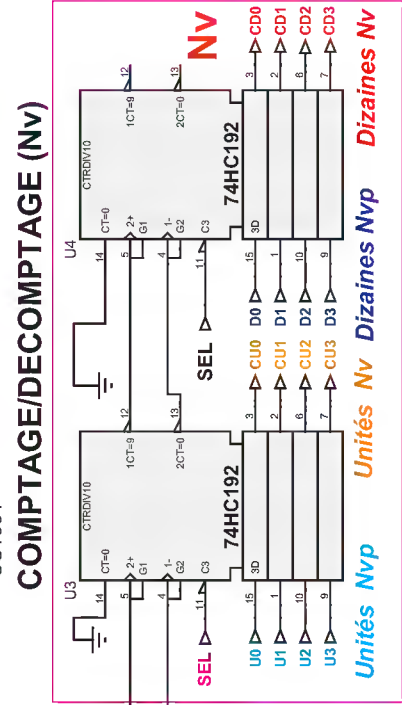 COMPTAGE/DECOMPTAGE (Nv)
U3
CTRDIV10
14
CT=0
5
2+
G1
1CT=9
12
4
1-
G2
2CT=0
13
SEL
11
C3
74HC192
U0
15
3D
3
CU0
U1
1
2
CU1
U2
10
6
CU2
U3
9
7
CU3
Unités Nvp
Unités Nv
U4
CTRDIV10
14
CT=0
5
2+
G1
1CT=9
12
4
1-
G2
2CT=0
13
Nv
SEL
11
C3
74HC192
D0
15
3D
3
CD0
D1
1
2
CD1
D2
10
6
CD2
D3
9
7
CD3
Dizaines Nvp
Dizaines Nv